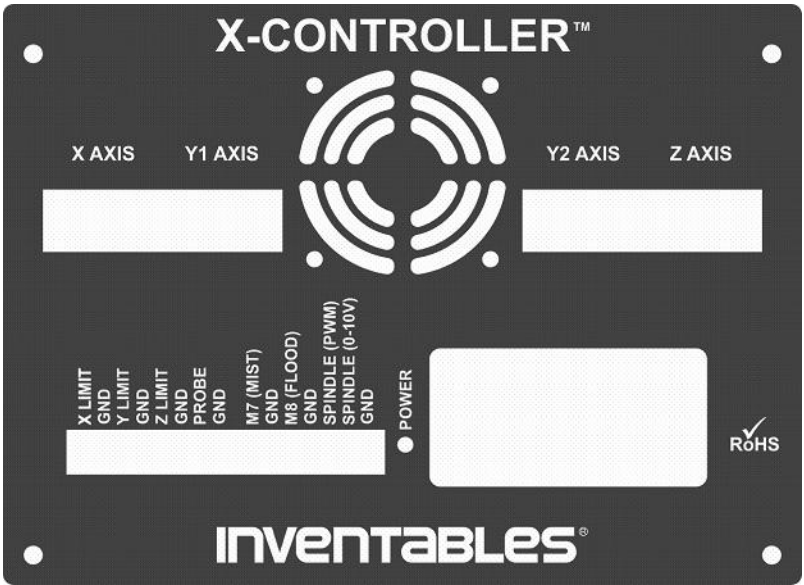 X-CONTROLLER™
X AXIS
Y1 AXIS
Y2 AXIS
Z AXIS
X LIMIT
GND
Y LIMIT
GND
Z LIMIT
GND
PROBE
GND
M7 (MIST)
GND
M8 (FLOOD)
GND
SPINDLE (PWM)
SPINDLE (0-10V)
GND
POWER
RoHS
INVENTABLES®